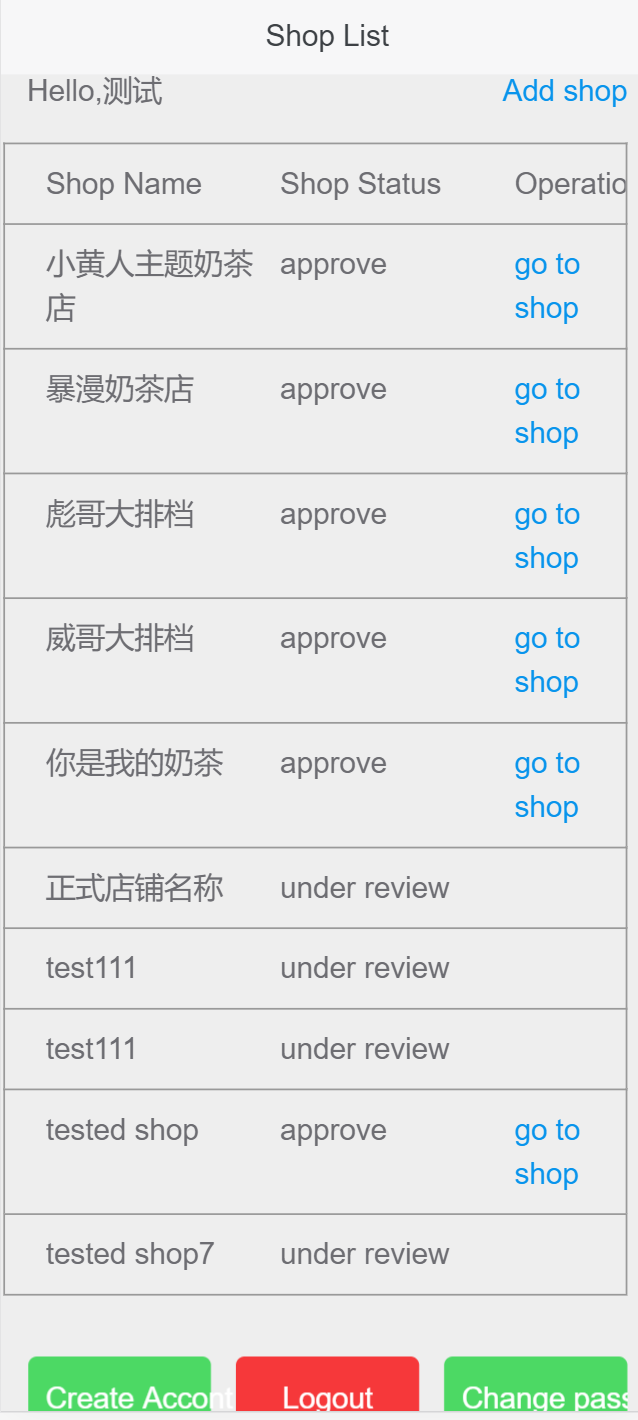 Shop List
Hello,测试 Add shop
Shop Name Shop Status Operatio
小黄人主题奶茶 approve go to
店 shop
暴漫奶茶店 approve go to
shop
彪哥大排档 approve go to
shop
威哥大排档 approve go to
shop
你是我的奶茶 approve go to
shop
正式店铺名称 under review
test111 under review
test111 under review
tested shop approve go to
shop
tested shop7 under review
Create Accont Logout Change pass